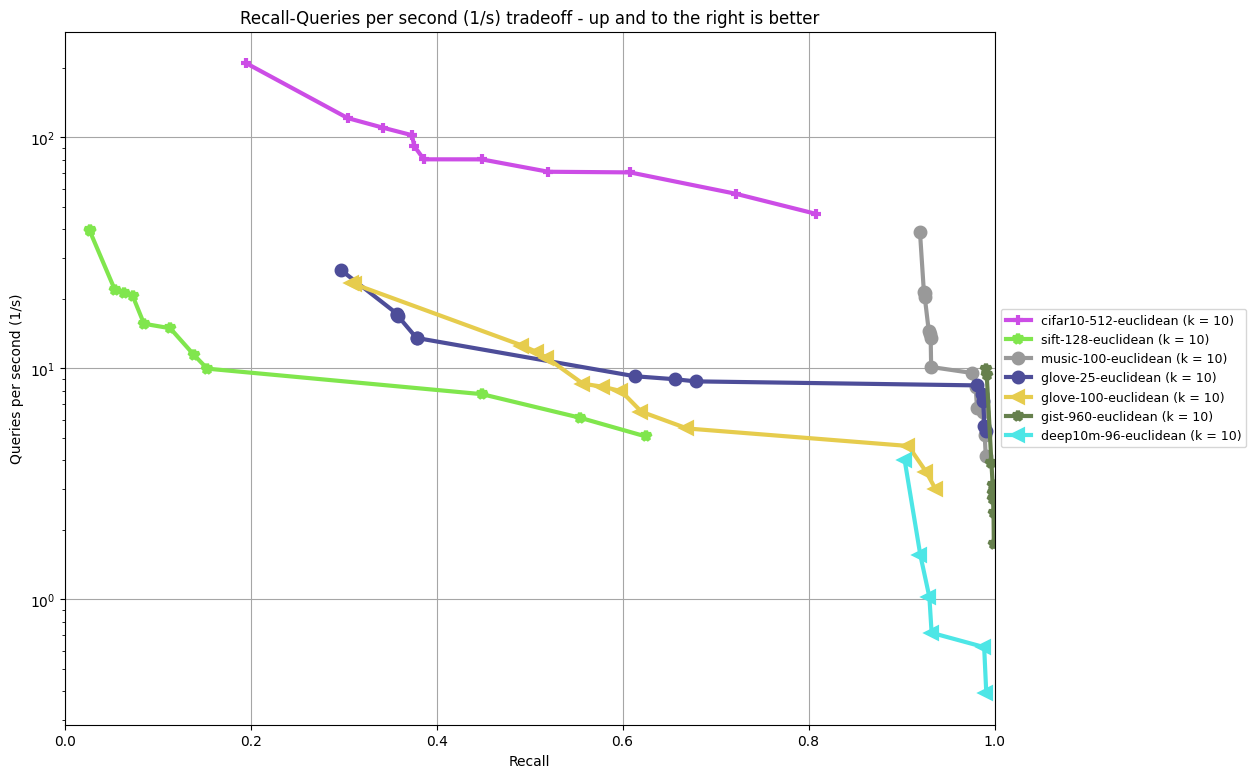 Recall-Queries per second (1/s) tradeoff - up and to the right is better
Queries per second (1/s)
10²
10¹
10⁰
0.0 0.2 0.4 0.6 0.8 1.0
Recall
cifar10-512-euclidean (k = 10)
sift-128-euclidean (k = 10)
music-100-euclidean (k = 10)
glove-25-euclidean (k = 10)
glove-100-euclidean (k = 10)
gist-960-euclidean (k = 10)
deep10m-96-euclidean (k = 10)